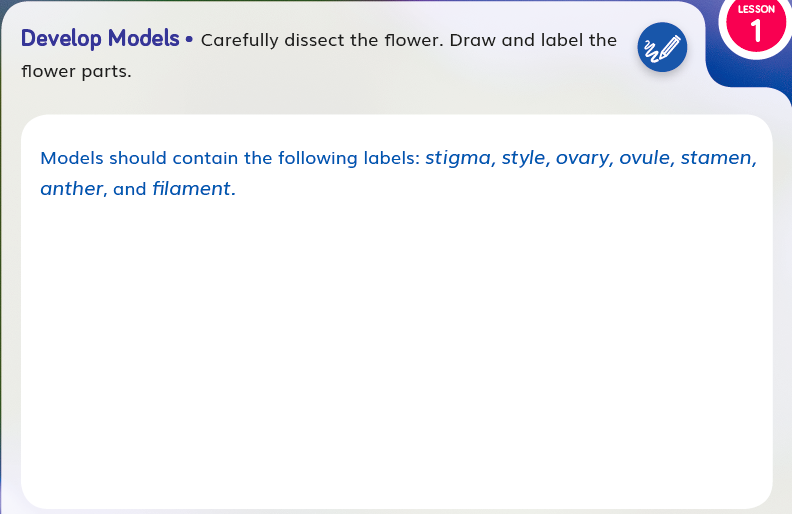 LESSON
1
Develop Models • Carefully dissect the flower. Draw and label the
flower parts.
Models should contain the following labels: stigma, style, ovary, ovule, stamen,
anther, and filament.